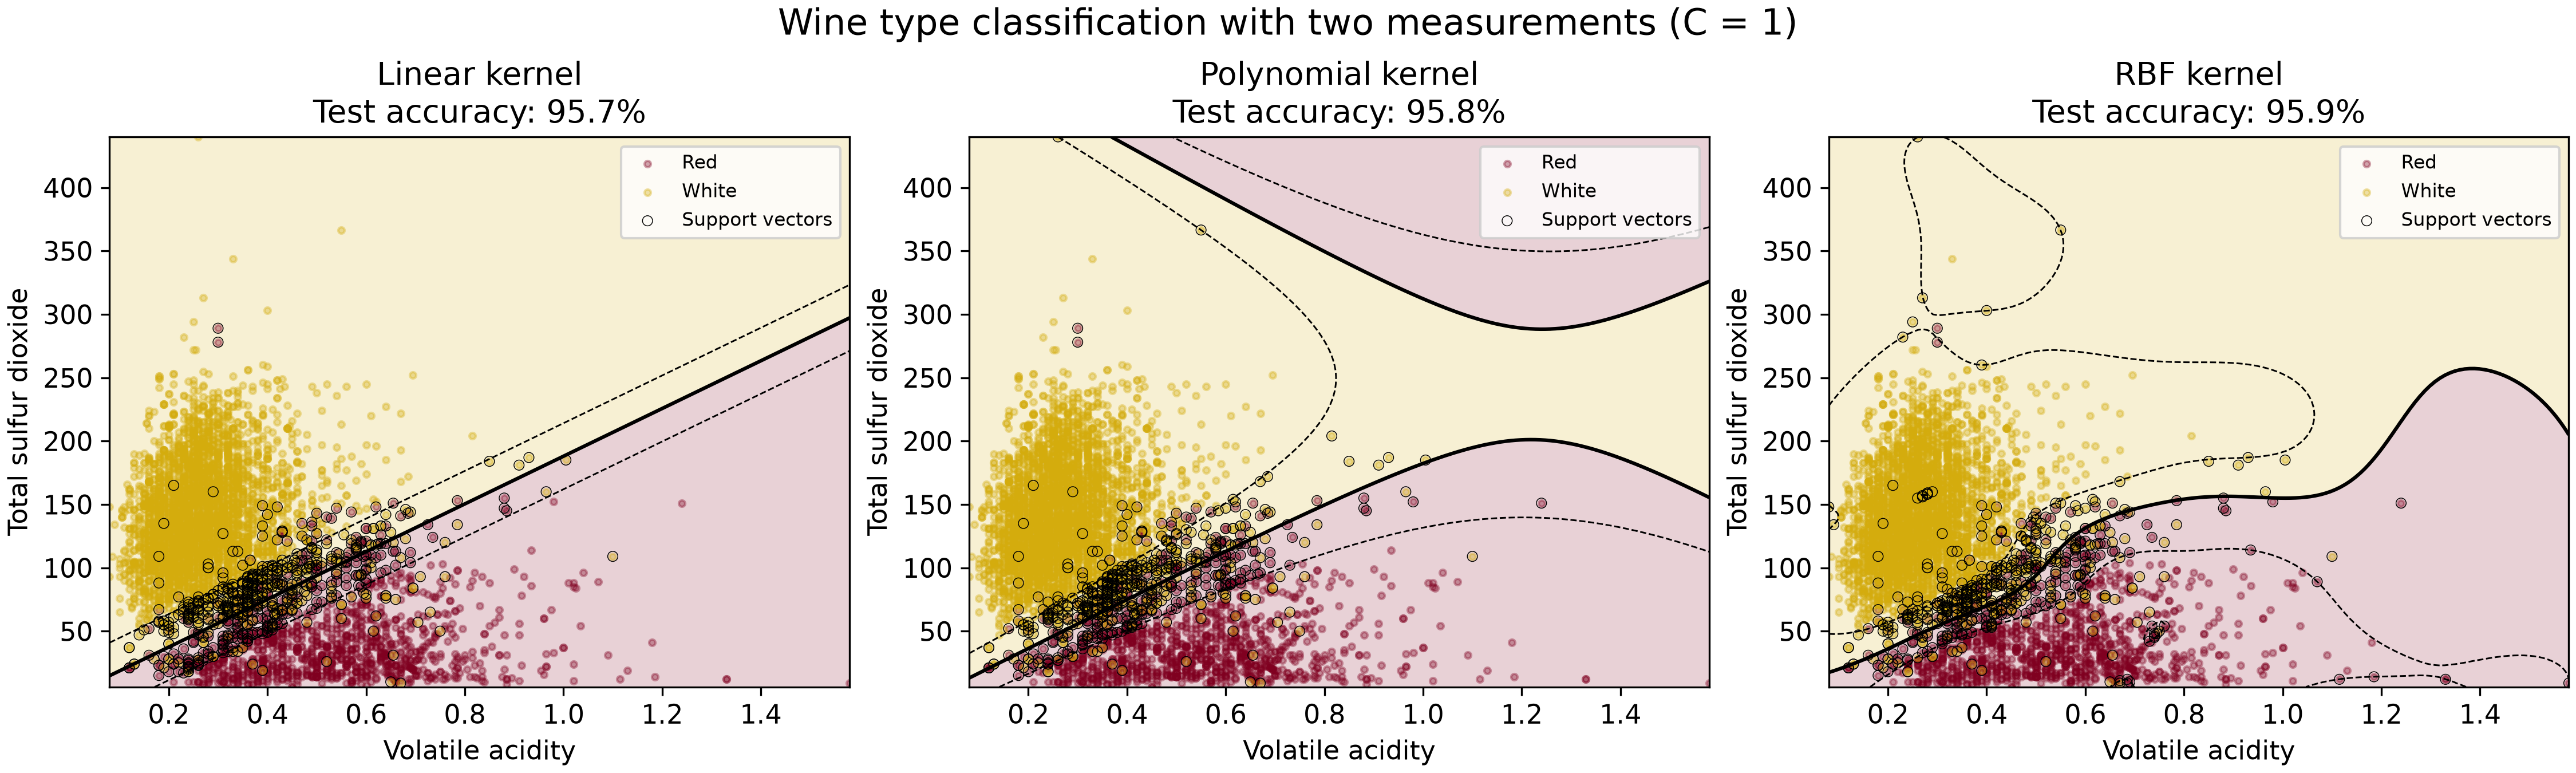 Wine type classification with two measurements (C = 1)
Linear kernel
Test accuracy: 95.7%
Red
White
Support vectors
400
350
300
250
200
150
100
50
Total sulfur dioxide
0.2 0.4 0.6 0.8 1.0 1.2 1.4
Volatile acidity
Polynomial kernel
Test accuracy: 95.8%
Red
White
Support vectors
400
350
300
250
200
150
100
50
Total sulfur dioxide
0.2 0.4 0.6 0.8 1.0 1.2 1.4
Volatile acidity
RBF kernel
Test accuracy: 95.9%
Red
White
Support vectors
400
350
300
250
200
150
100
50
Total sulfur dioxide
0.2 0.4 0.6 0.8 1.0 1.2 1.4
Volatile acidity